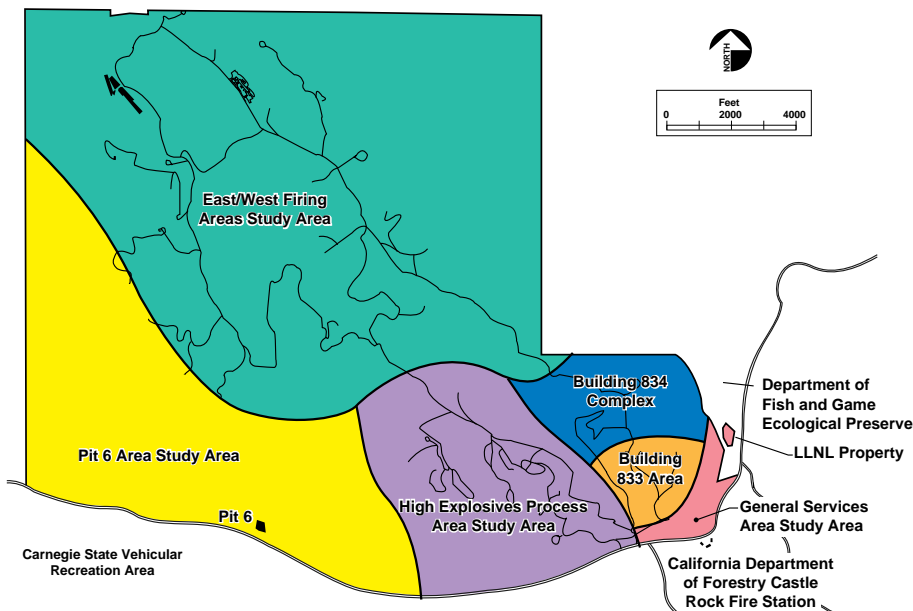 NORTH
Feet
0 2000 4000
East/West Firing
Areas Study Area
Building 834
Complex
Department of
Fish and Game
Ecological Preserve
LLNL Property
Pit 6 Area Study Area
Building
833 Area
High Explosives Process
Area Study Area
General Services
Area Study Area
Pit 6
Carnegie State Vehicular
Recreation Area
California Department
of Forestry Castle
Rock Fire Station